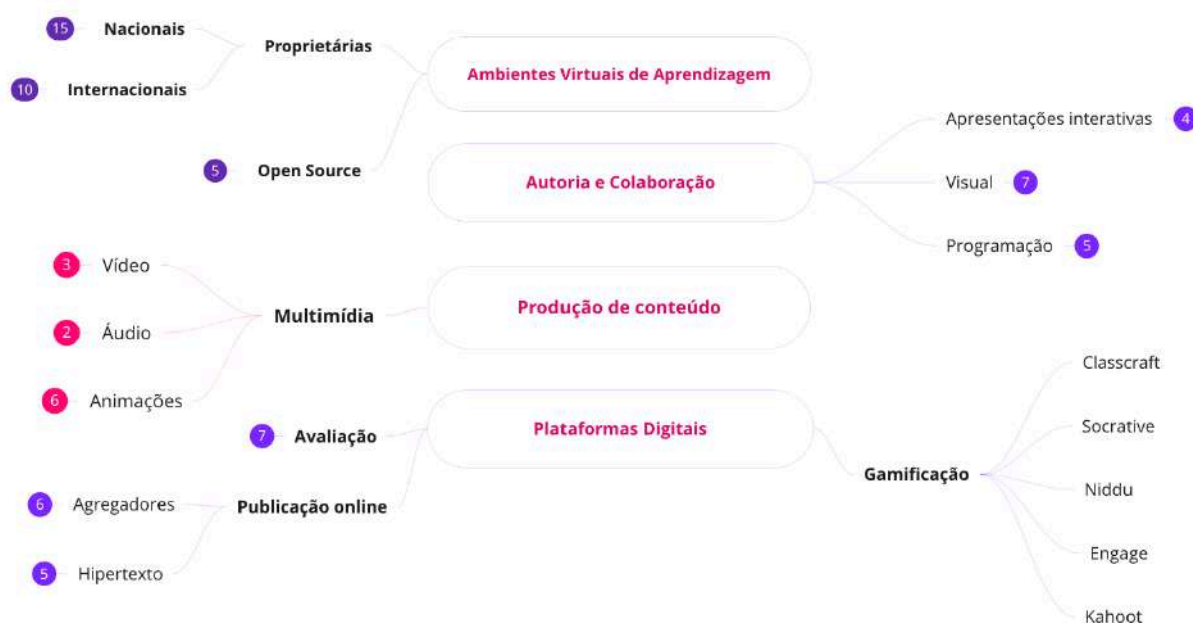 15 Nacionais
Proprietárias
10 Internacionais
5 Open Source
Ambientes Virtuais de Aprendizagem
Autoria e Colaboração
Apresentações interativas 4
Visual 7
Programação 5
3 Vídeo
2 Áudio
6 Animações
Multimídia
Produção de conteúdo
Plataformas Digitais
7 Avaliação
Publicação online
6 Agregadores
5 Hipertexto
Gamificação
Classcraft
Socrative
Niddu
Engage
Kahoot